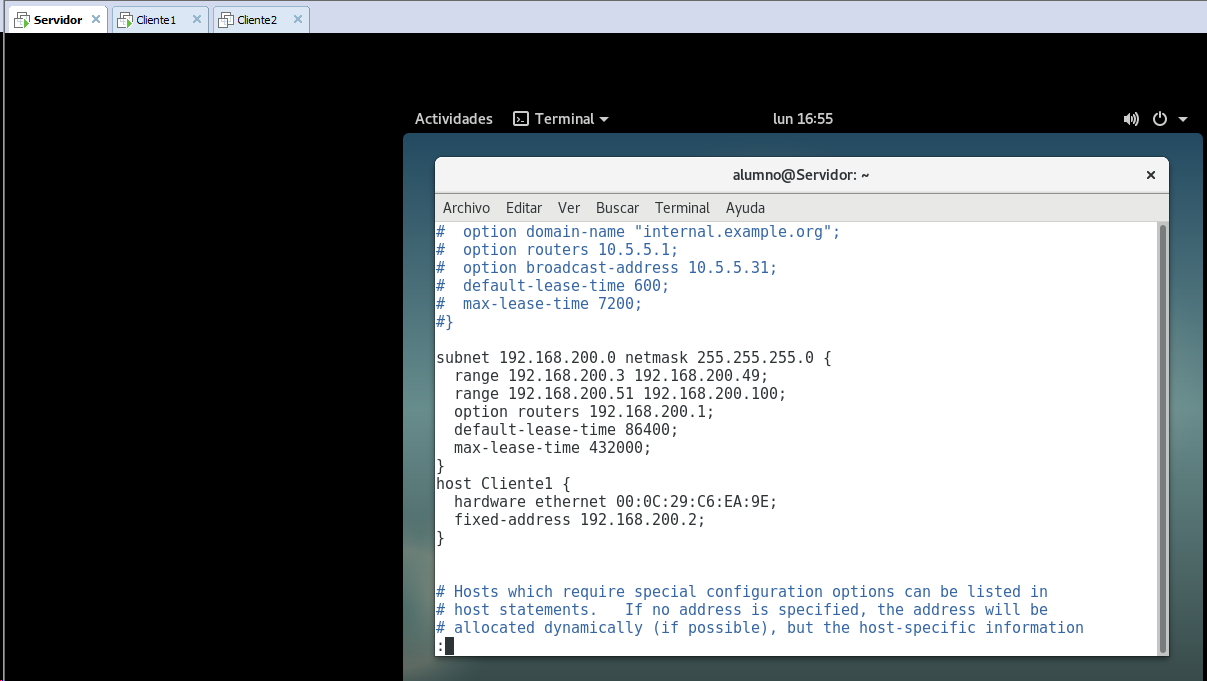 Servidor
Cliente1
Cliente2
Actividades
Terminal
lun 16:55
alumno@Servidor: ~
Archivo Editar Ver Buscar Terminal Ayuda
#  option domain-name "internal.example.org";
#  option routers 10.5.5.1;
#  option broadcast-address 10.5.5.31;
#  default-lease-time 600;
#  max-lease-time 7200;
#}
subnet 192.168.200.0 netmask 255.255.255.0 {
  range 192.168.200.3 192.168.200.49;
  range 192.168.200.51 192.168.200.100;
  option routers 192.168.200.1;
  default-lease-time 86400;
  max-lease-time 432000;
}
host Cliente1 {
  hardware ethernet 00:0C:29:C6:EA:9E;
  fixed-address 192.168.200.2;
}
# Hosts which require special configuration options can be listed in
# host statements.   If no address is specified, the address will be
# allocated dynamically (if possible), but the host-specific information
: